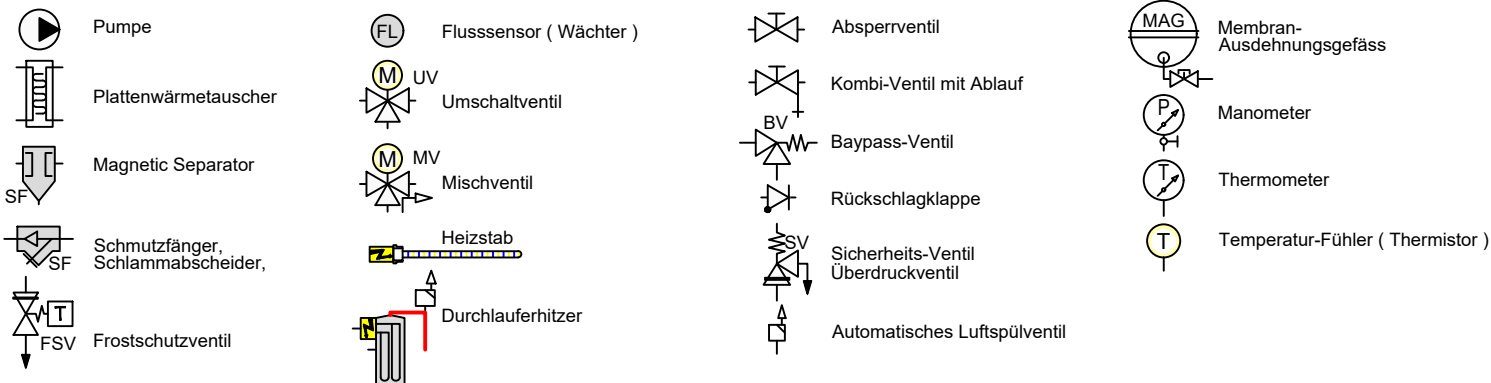 Pumpe
Plattenwärmetauscher
SF
Magnetic Separator
SF
Schmutzfänger,
Schlammabscheider,
T
FSV
Frostschutzventil
FL
Flusssensor ( Wächter )
M
UV
Umschaltventil
M
MV
Mischventil
Heizstab
Durchlauferhitzer
Absperrventil
Kombi-Ventil mit Ablauf
BV
Baypass-Ventil
Rückschlagklappe
SV
Sicherheits-Ventil
Überdruckventil
Automatisches Luftspülventil
MAG
Membran-
Ausdehnungsgefäss
P
Manometer
T
Thermometer
T
Temperatur-Fühler ( Thermistor )